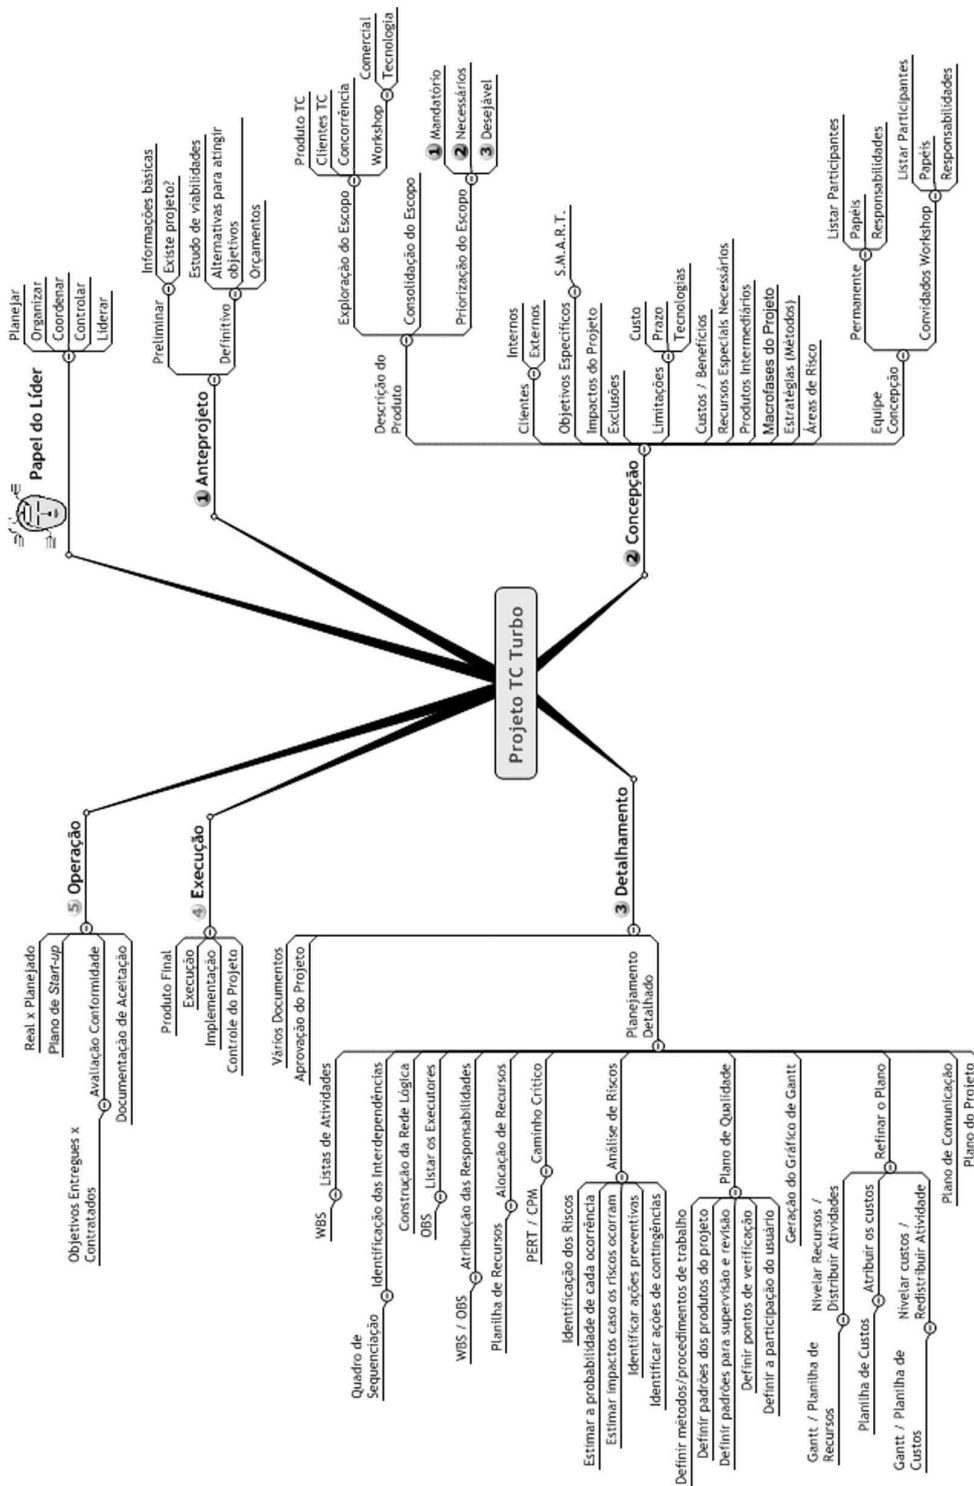 Projeto TC Turbo
Papel do Líder
Planejar
Organizar
Coordenar
Controlar
Liderar
1 Anteprojeto
Preliminar
Informações básicas
Existe projeto?
Definitivo
Estudo de viabilidades
Alternativas para atingir
objetivos
Orçamentos
2 Concepção
Descrição do
Produto
Exploração do Escopo
Produto TC
Clientes TC
Concorrência
Workshop
Comercial
Tecnologia
Consolidação do Escopo
Priorização do Escopo
1 Mandatório
2 Necessários
3 Desejável
Clientes
Internos
Externos
Objetivos Específicos
S.M.A.R.T.
Impactos do Projeto
Exclusões
Limitações
Custo
Prazo
Tecnologias
Custos / Benefícios
Recursos Especiais Necessários
Produtos Intermediários
Macrofases do Projeto
Estratégias (Métodos)
Áreas de Risco
Equipe
Concepção
Permanente
Listar Participantes
Papéis
Responsabilidades
Convidados Workshop
Listar Participantes
Papéis
Responsabilidades
3 Detalhamento
Vários Documentos
Aprovação do Projeto
Planejamento
Detalhado
Listas de Atividades
WBS
Identificação das Interdependências
Quadro de
Sequenciação
Construção da Rede Lógica
Listar os Executores
OBS
Atribuição das Responsabilidades
WBS / OBS
Alocação de Recursos
Planilha de Recursos
Caminho Crítico
PERT / CPM
Análise de Riscos
Identificação dos Riscos
Estimar a probabilidade de cada ocorrência
Estimar impactos caso os riscos ocorram
Identificar ações preventivas
Identificar ações de contingências
Plano de Qualidade
Definir métodos/procedimentos de trabalho
Definir padrões dos produtos do projeto
Definir padrões para supervisão e revisão
Definir pontos de verificação
Definir a participação do usuário
Geração do Gráfico de Gantt
Refinar o Plano
Nivelar Recursos /
Distribuir Atividades
Gantt / Planilha de
Recursos
Atribuir os custos
Planilha de Custos
Nivelar custos /
Redistribuir Atividade
Gantt / Planilha de
Custos
Plano de Comunicação
Plano do Projeto
4 Execução
Produto Final
Execução
Implementação
Controle do Projeto
5 Operação
Real x Planejado
Plano de Start-up
Avaliação Conformidade
Objetivos Entregues x
Contratados
Documentação de Aceitação